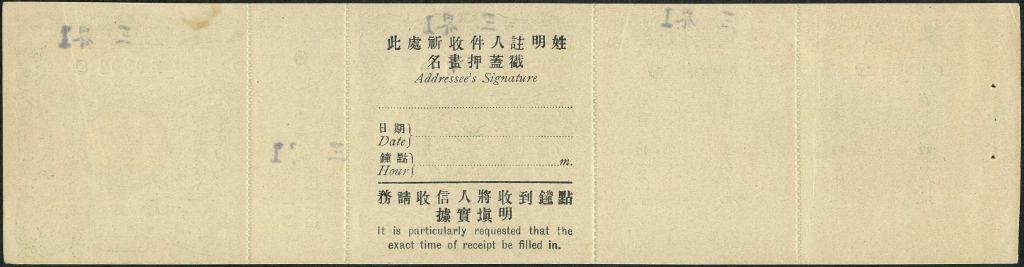 此處祈收件人註明姓
名畫押蓋戳
Addressee's Signature
日期
Date
鐘點
Hour m.
務請收信人將收到鐘點
據實塡明
It is particularly requested that the
exact time of receipt be filled in.